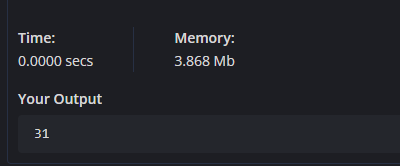 Time: Memory:
0.0000 secs 3.868 Mb
Your Output
31